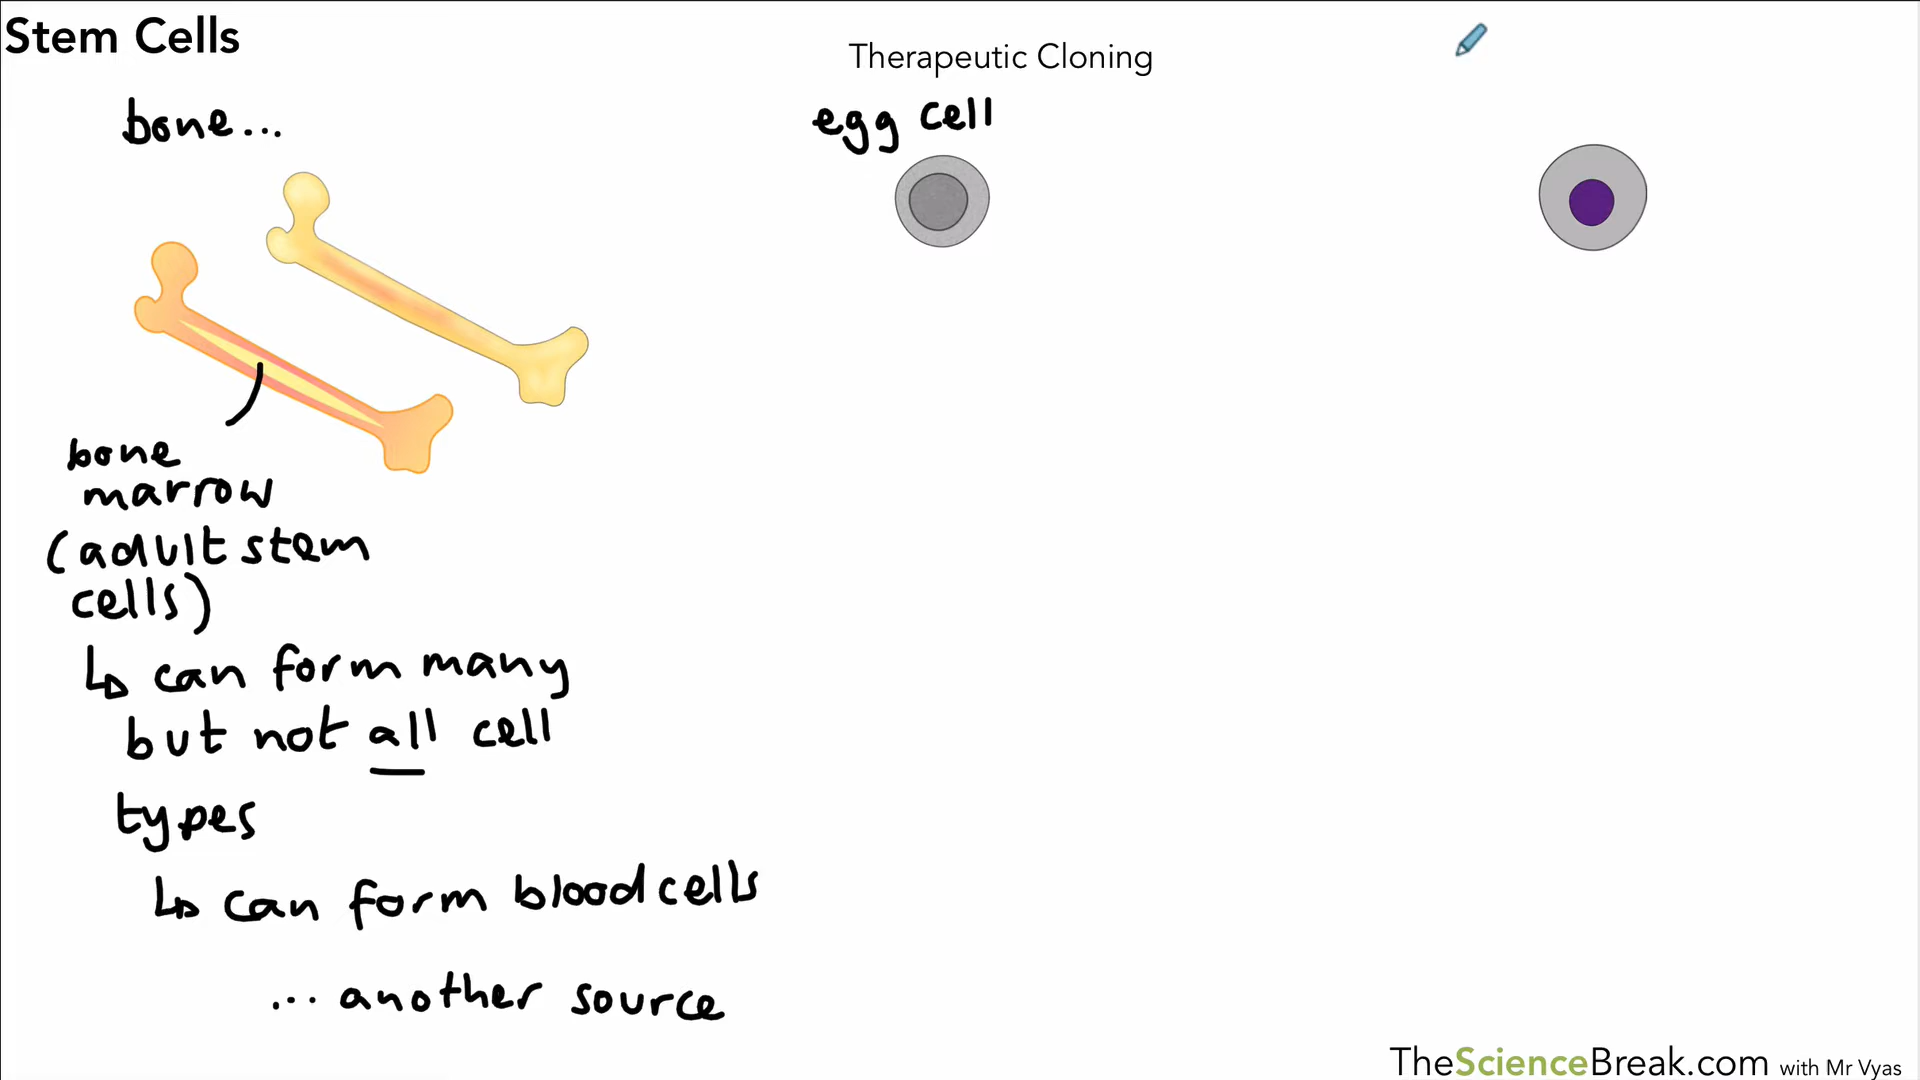 Stem Cells
Therapeutic Cloning
bone...
egg cell
bone
marrow
(adult stem
cells)
↳ can form many
but not all cell
types
↳ can form blood cells
... another source
TheScienceBreak.com with Mr Vyas